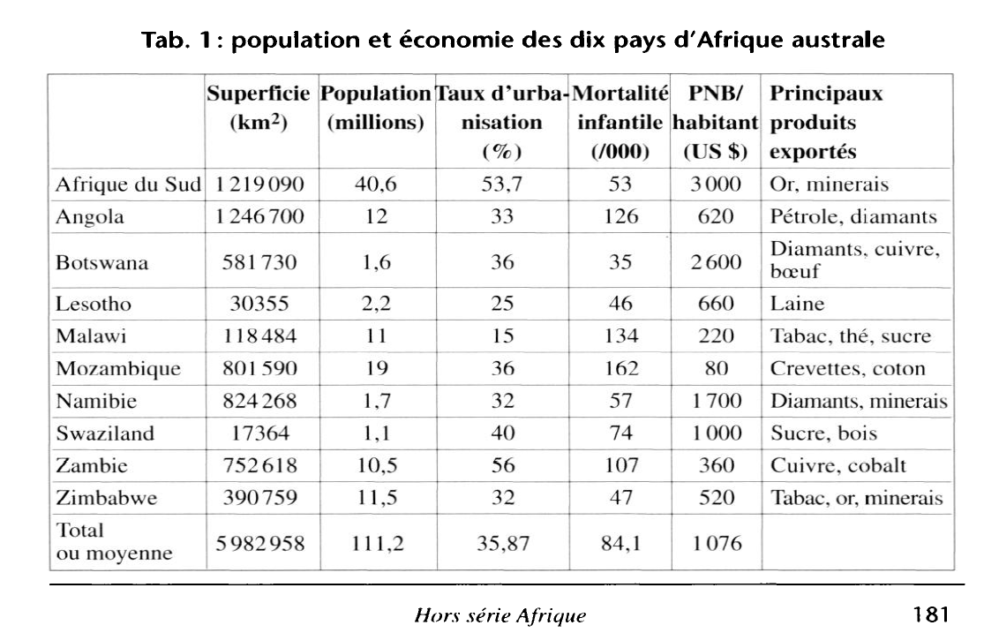 Tab. 1 : population et économie des dix pays d'Afrique australe
Superficie Population Taux d'urba- Mortalité PNB/ Principaux
(km²) (millions) nisation infantile habitant produits
(%) (/000) (US $) exportés
Afrique du Sud 1 219 090 40,6 53,7 53 3 000 Or, minerais
Angola 1 246 700 12 33 126 620 Pétrole, diamants
Botswana 581 730 1,6 36 35 2 600 Diamants, cuivre,
bœuf
Lesotho 30355 2,2 25 46 660 Laine
Malawi 118 484 11 15 134 220 Tabac, thé, sucre
Mozambique 801 590 19 36 162 80 Crevettes, coton
Namibie 824 268 1,7 32 57 1 700 Diamants, minerais
Swaziland 17364 1,1 40 74 1 000 Sucre, bois
Zambie 752 618 10,5 56 107 360 Cuivre, cobalt
Zimbabwe 390 759 11,5 32 47 520 Tabac, or, minerais
Total
ou moyenne 5 982 958 111,2 35,87 84,1 1 076
Hors série Afrique 181